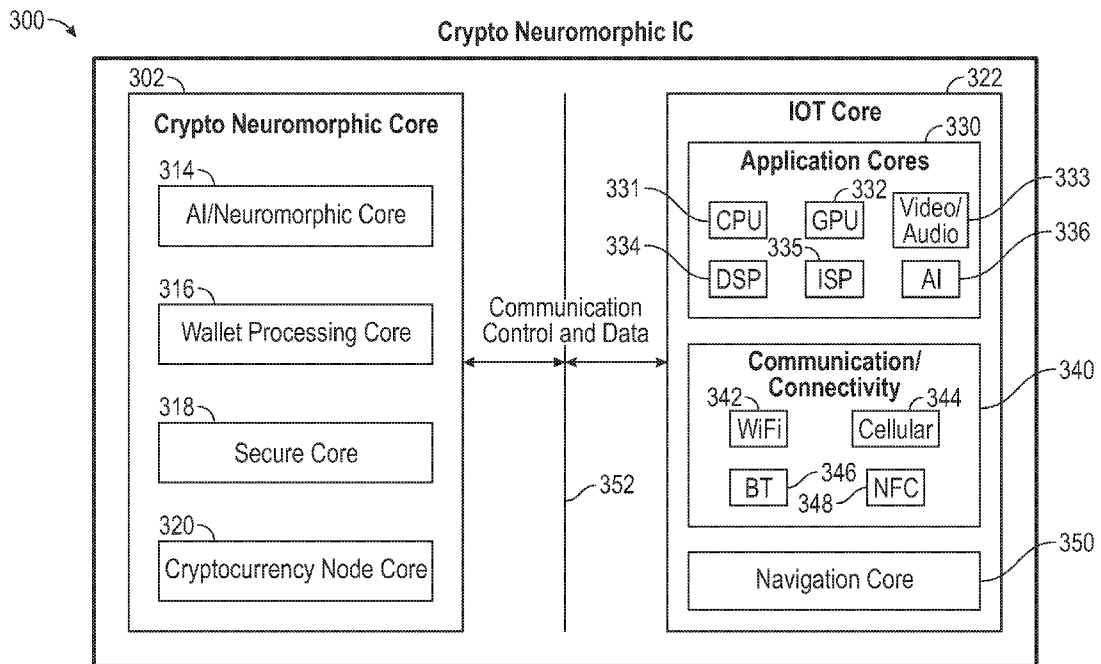 300
Crypto Neuromorphic IC
302
Crypto Neuromorphic Core
314
AI/Neuromorphic Core
316
Wallet Processing Core
318
Secure Core
320
Cryptocurrency Node Core
Communication
Control and Data
352
322
IOT Core
330
Application Cores
331
CPU
332
GPU
333
Video/
Audio
334
DSP
335
ISP
336
AI
Communication/
Connectivity
340
342
WiFi
344
Cellular
BT
346
348
NFC
350
Navigation Core